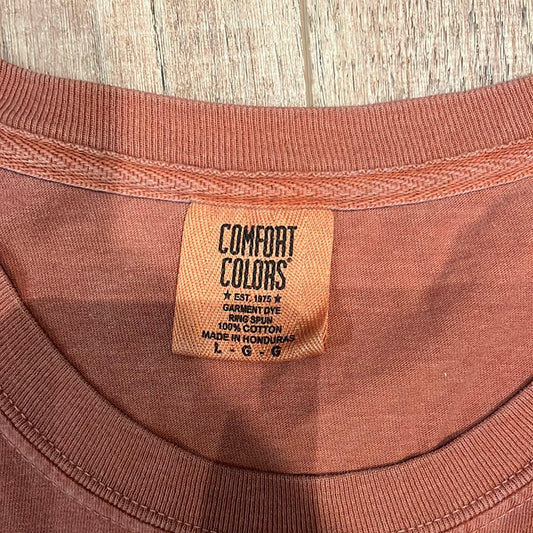 COMFORT
COLORS®
★ EST. 1975 ★
GARMENT DYE
RING SPUN
100% COTTON
MADE IN HONDURAS
L - G - G